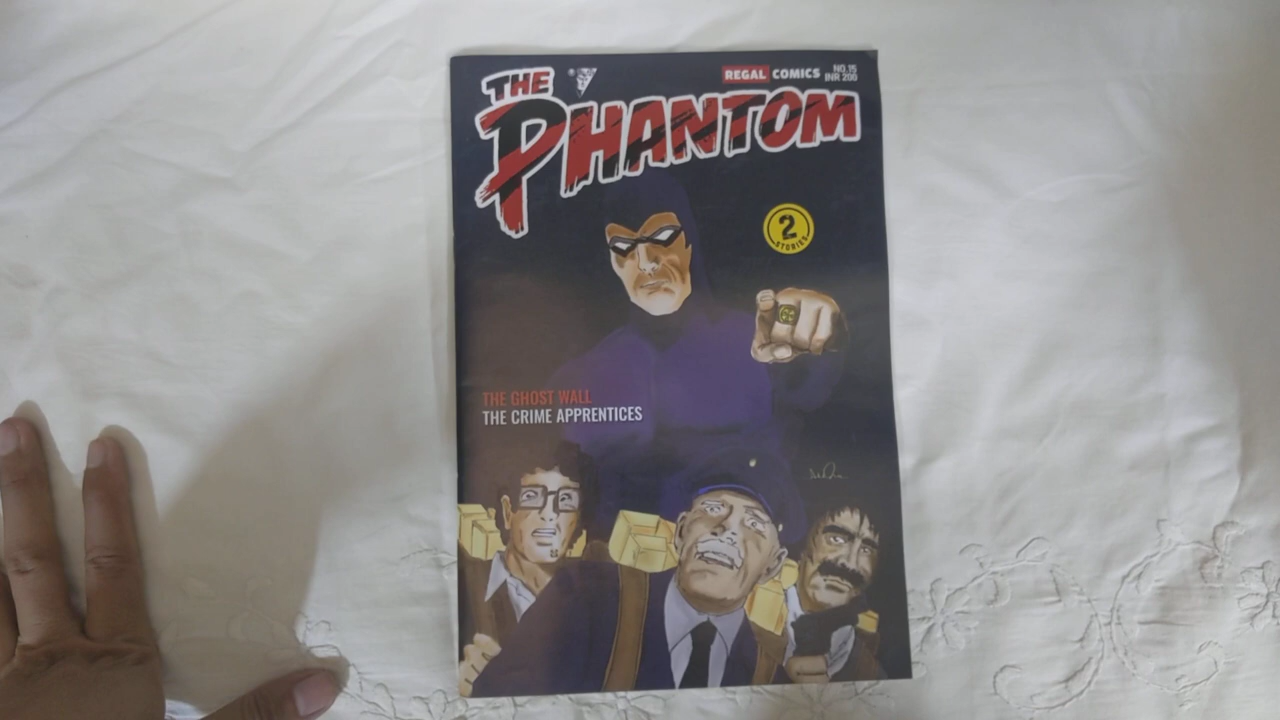 THE
PHANTOM
REGAL COMICS
NO.15
INR 200
2
STORIES
THE GHOST WALL
THE CRIME APPRENTICES